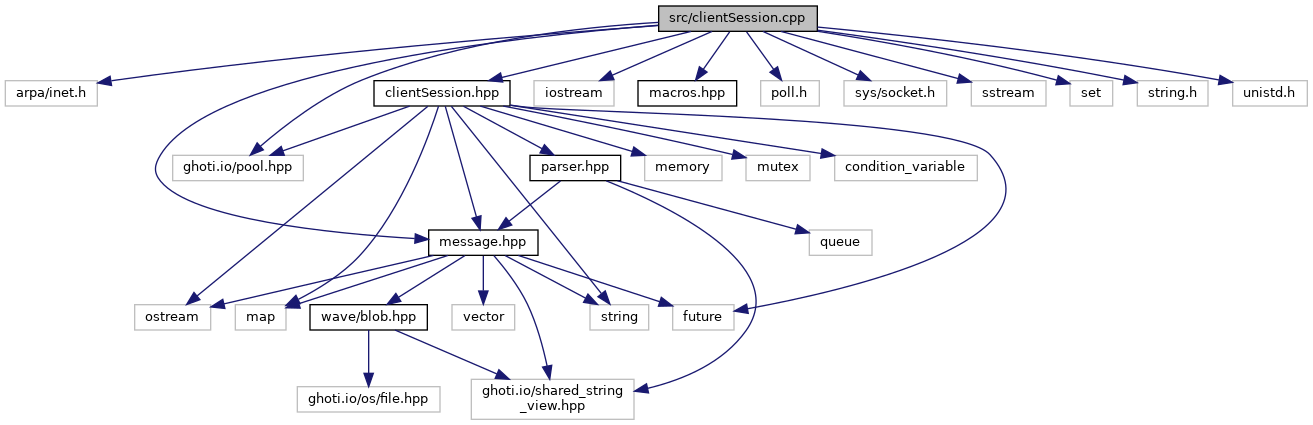 src/clientSession.cpp
arpa/inet.h
clientSession.hpp
iostream
macros.hpp
poll.h
sys/socket.h
sstream
set
string.h
unistd.h
ghoti.io/pool.hpp
parser.hpp
memory
mutex
condition_variable
message.hpp
queue
ostream
map
wave/blob.hpp
vector
string
future
ghoti.io/os/file.hpp
ghoti.io/shared_string
_view.hpp